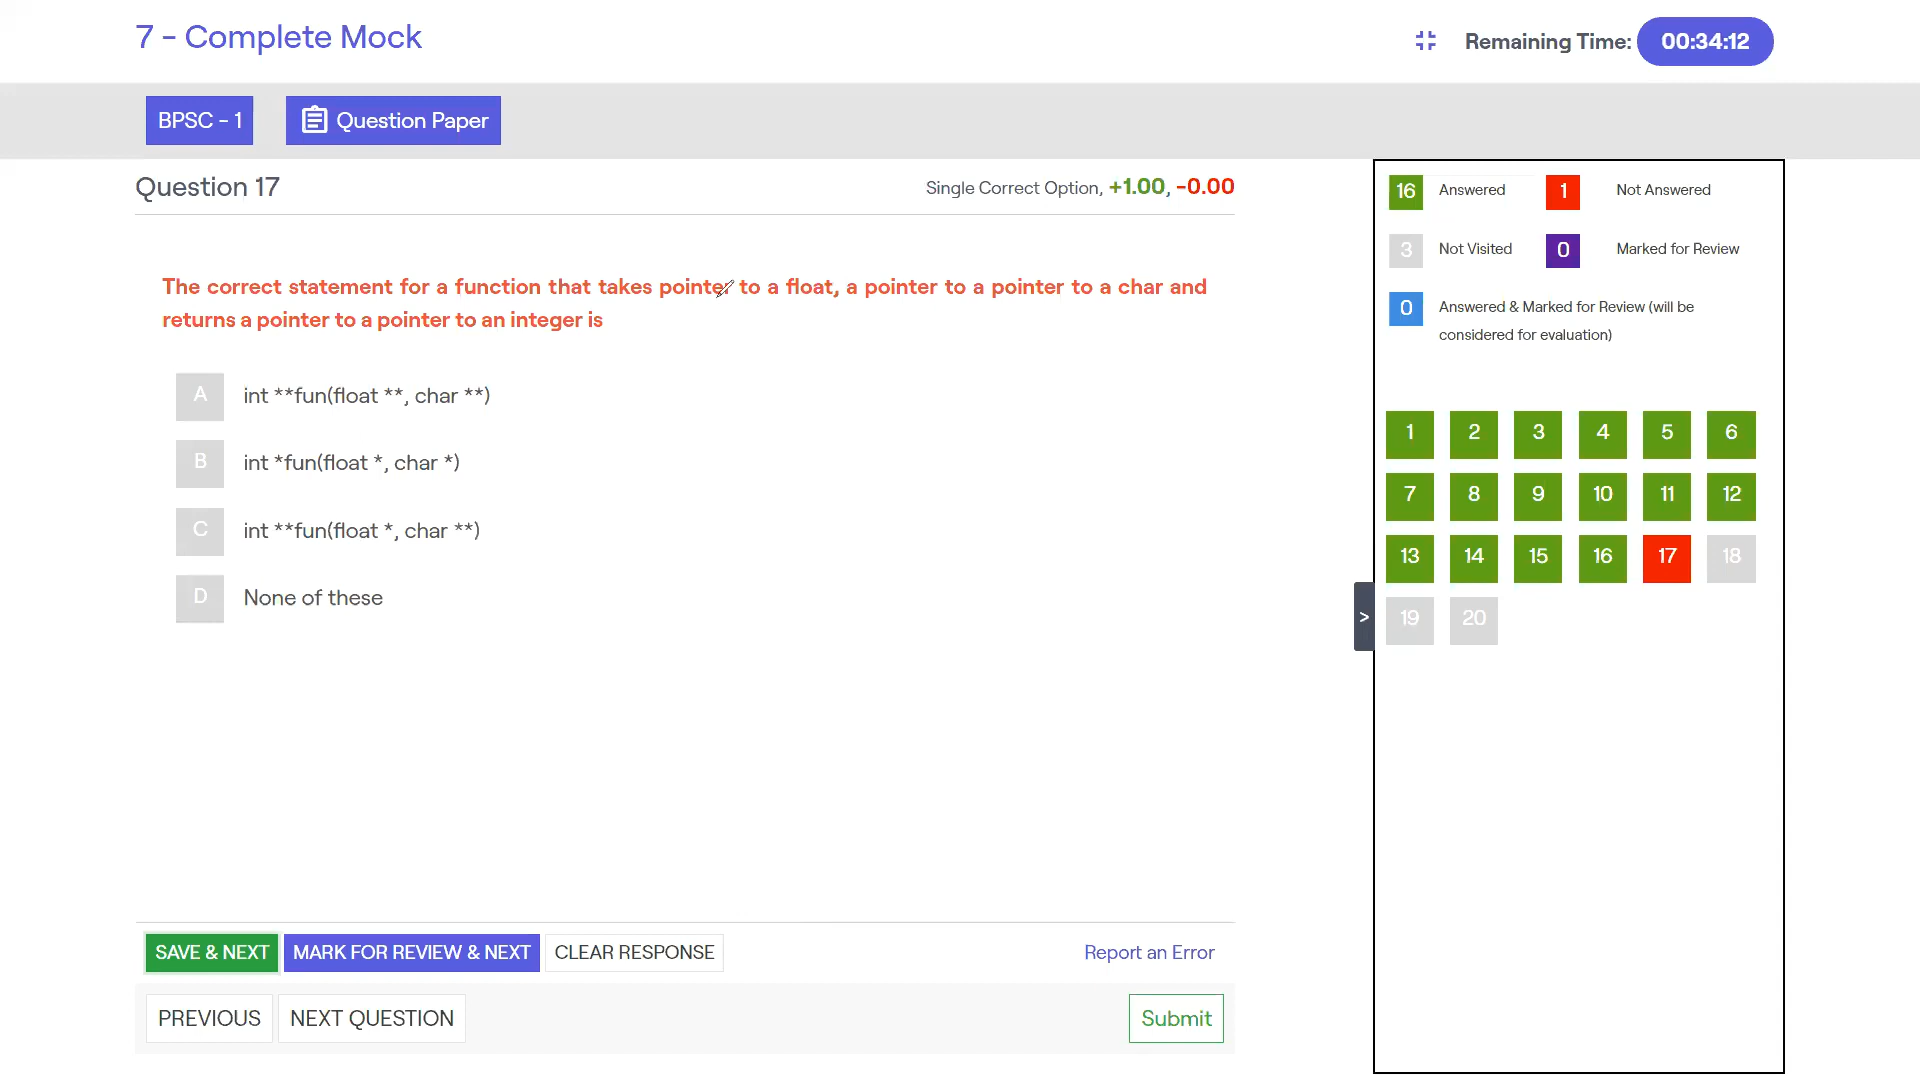 7 - Complete Mock
Remaining Time: 00:34:12
BPSC - 1
Question Paper
Question 17
Single Correct Option, +1.00, -0.00
The correct statement for a function that takes pointer to a float, a pointer to a pointer to a char and
returns a pointer to a pointer to an integer is
A int **fun(float **, char **)
B int *fun(float *, char *)
C int **fun(float *, char **)
D None of these
SAVE & NEXT
MARK FOR REVIEW & NEXT
CLEAR RESPONSE
Report an Error
PREVIOUS
NEXT QUESTION
Submit
16 Answered
1 Not Answered
3 Not Visited
0 Marked for Review
0 Answered & Marked for Review (will be
considered for evaluation)
1 2 3 4 5 6
7 8 9 10 11 12
13 14 15 16 17 18
19 20
>